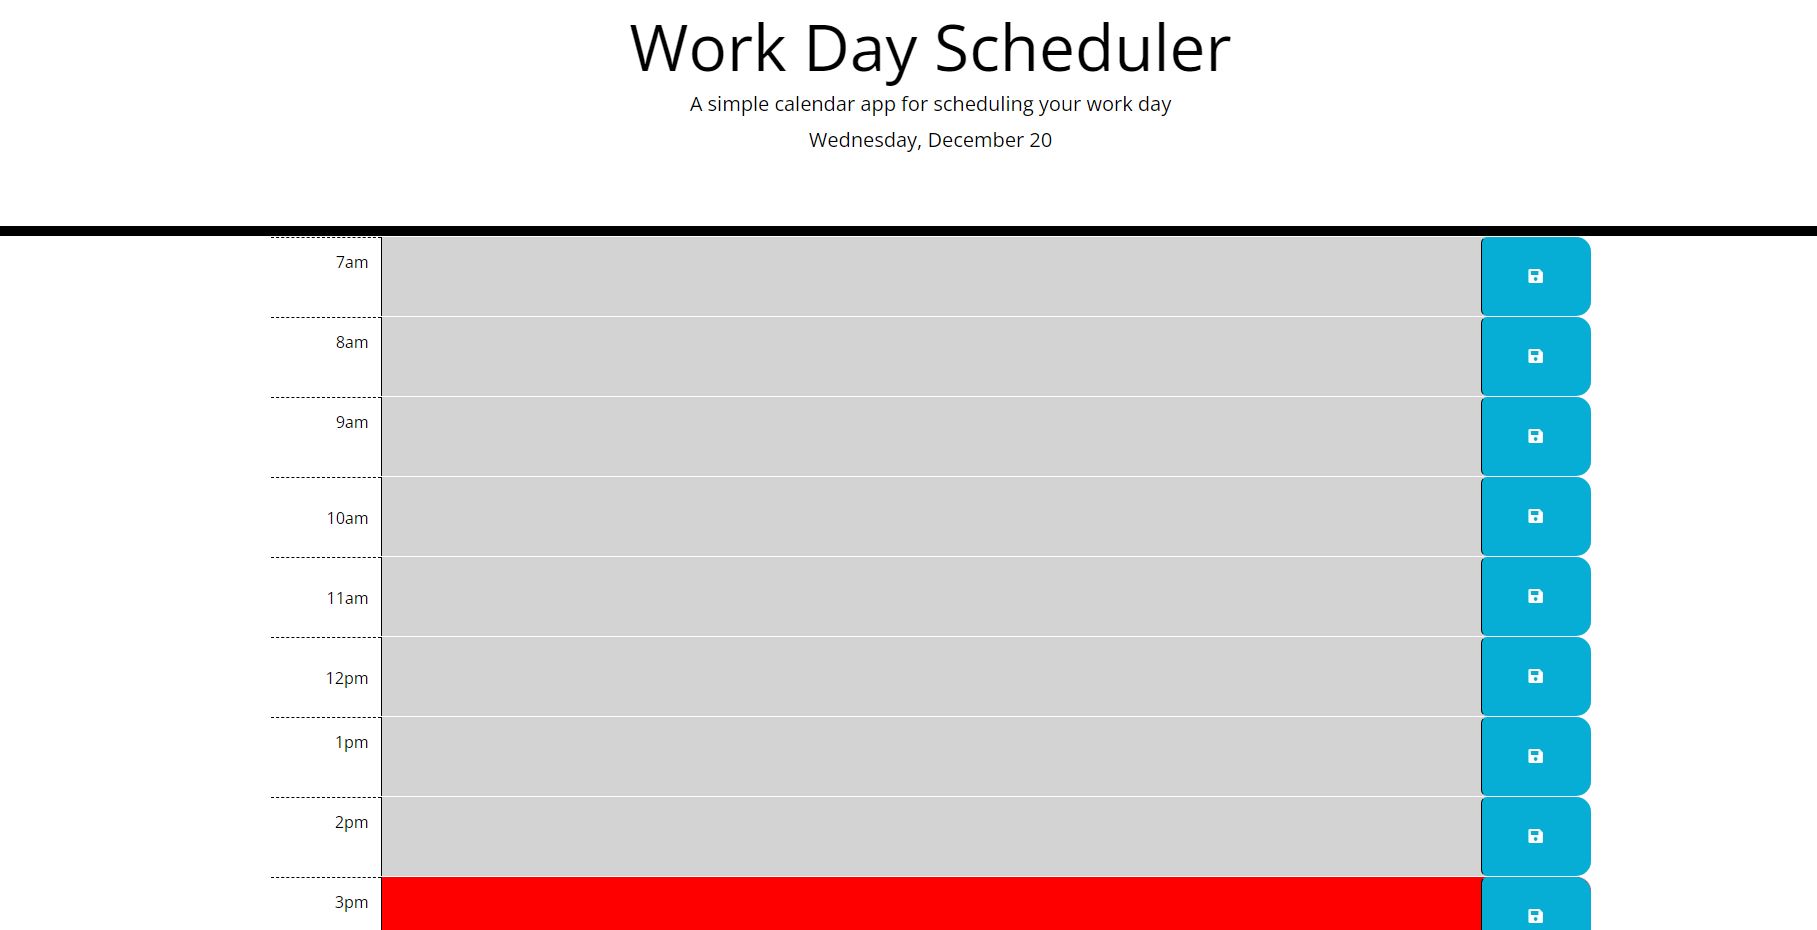 Work Day Scheduler
A simple calendar app for scheduling your work day
Wednesday, December 20
7am
8am
9am
10am
11am
12pm
1pm
2pm
3pm